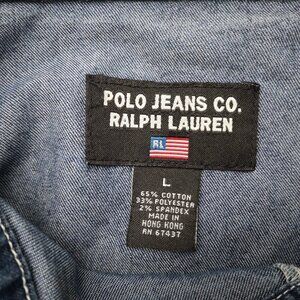 POLO JEANS CO.
RALPH LAUREN
RL
L
65% COTTON
33% POLYESTER
2% SPANDEX
MADE IN
HONG KONG
RN 67437